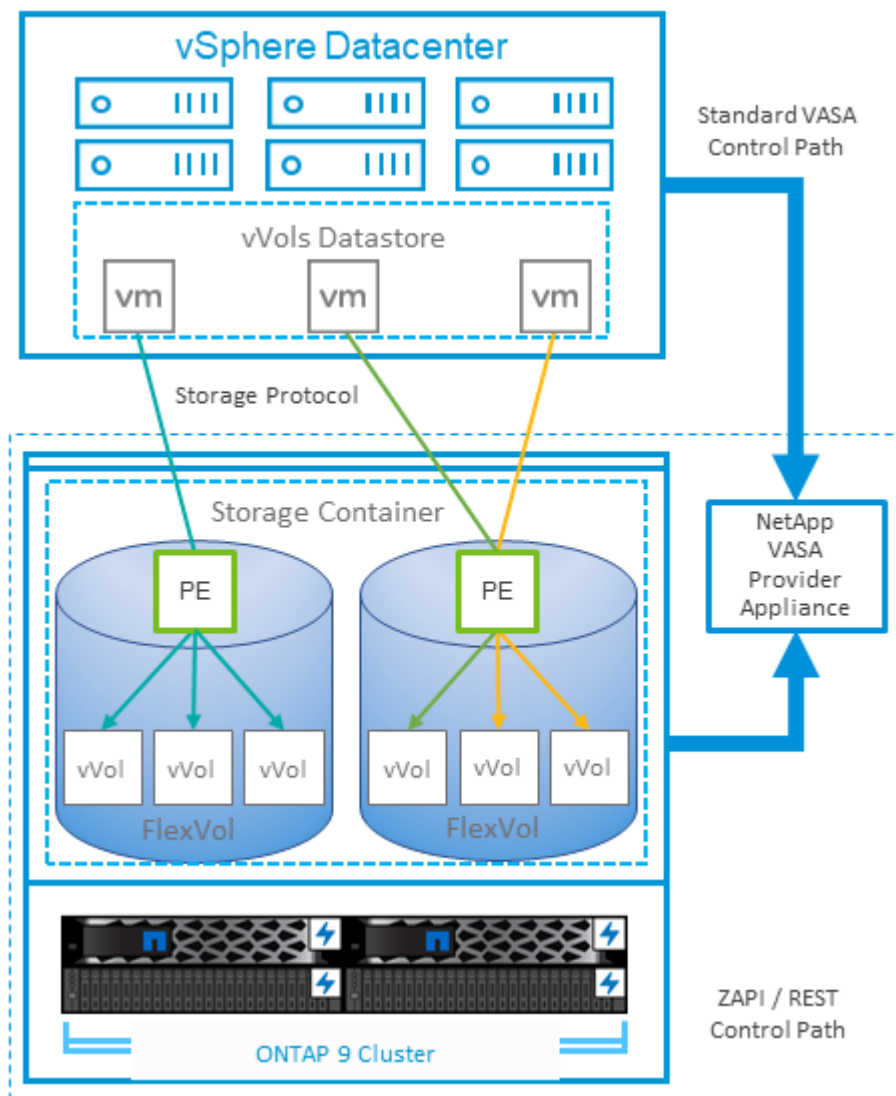 vSphere Datacenter
Standard VASA
Control Path
vVols Datastore
vm
vm
vm
Storage Protocol
Storage Container
NetApp
VASA
Provider
Appliance
PE
PE
vVol
vVol
vVol
vVol
vVol
vVol
FlexVol
FlexVol
ZAPI / REST
Control Path
ONTAP 9 Cluster